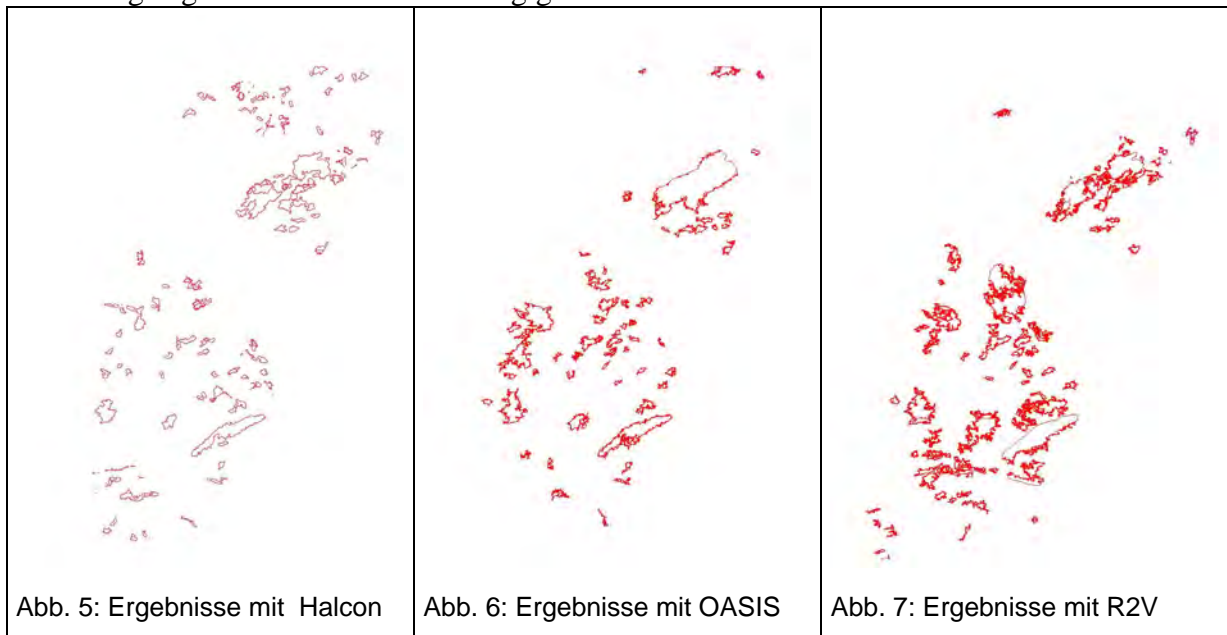 Abb. 5: Ergebnisse mit Halcon
Abb. 6: Ergebnisse mit OASIS
Abb. 7: Ergebnisse mit R2V